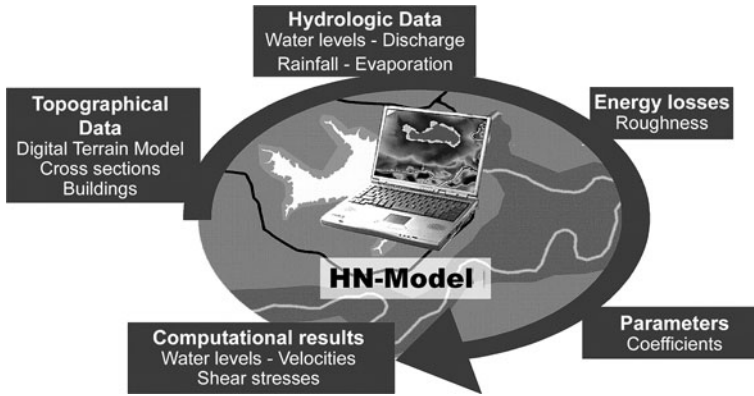 Hydrologic Data
Water levels - Discharge
Rainfall - Evaporation
Topographical
Data
Digital Terrain Model
Cross sections
Buildings
Energy losses
Roughness
HN-Model
Computational results
Water levels - Velocities
Shear stresses
Parameters
Coefficients